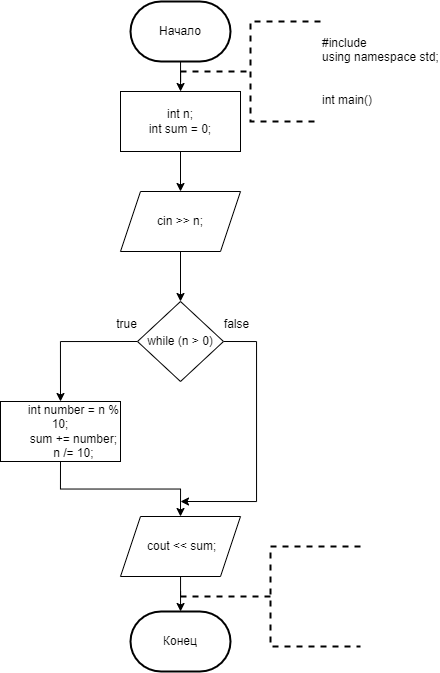 Начало
#include
using namespace std;
int main()
int n;
int sum = 0;
cin >> n;
true
false
while (n > 0)
int number = n %
10;
sum += number;
n /= 10;
cout << sum;
Конец